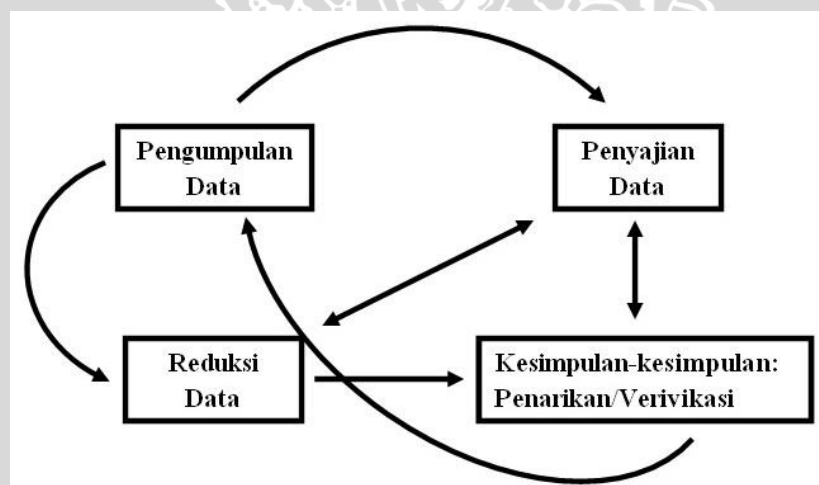 Pengumpulan
Data
Penyajian
Data
Reduksi
Data
Kesimpulan-kesimpulan:
Penarikan/Verivikasi